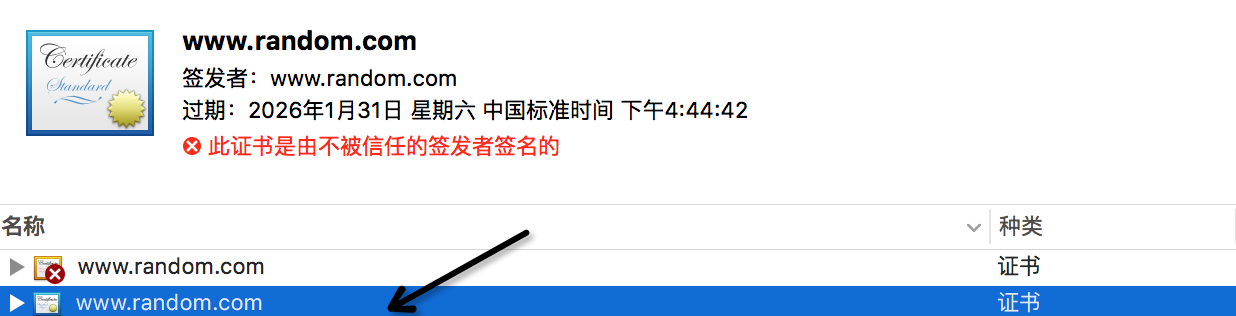 Certificate
Standard
www.random.com
签发者：www.random.com
过期：2026年1月31日 星期六 中国标准时间 下午4:44:42
此证书是由不被信任的签发者签名的
名称 种类
www.random.com 证书
www.random.com 证书